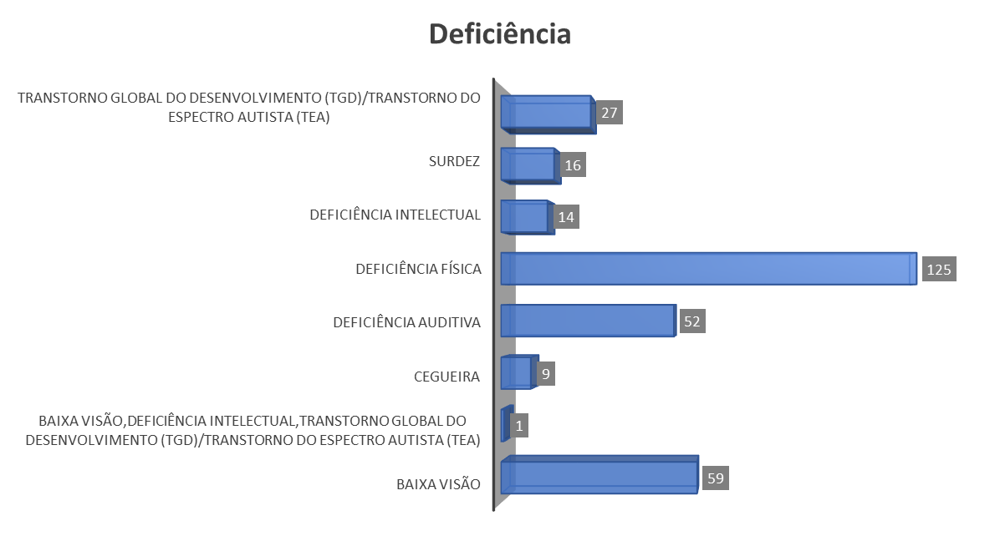 Deficiência
TRANSTORNO GLOBAL DO DESENVOLVIMENTO (TGD)/TRANSTORNO DO
ESPECTRO AUTISTA (TEA)
27
SURDEZ
16
DEFICIÊNCIA INTELECTUAL
14
DEFICIÊNCIA FÍSICA
125
DEFICIÊNCIA AUDITIVA
52
CEGUEIRA
9
BAIXA VISÃO,DEFICIÊNCIA INTELECTUAL,TRANSTORNO GLOBAL DO
DESENVOLVIMENTO (TGD)/TRANSTORNO DO ESPECTRO AUTISTA (TEA)
1
BAIXA VISÃO
59